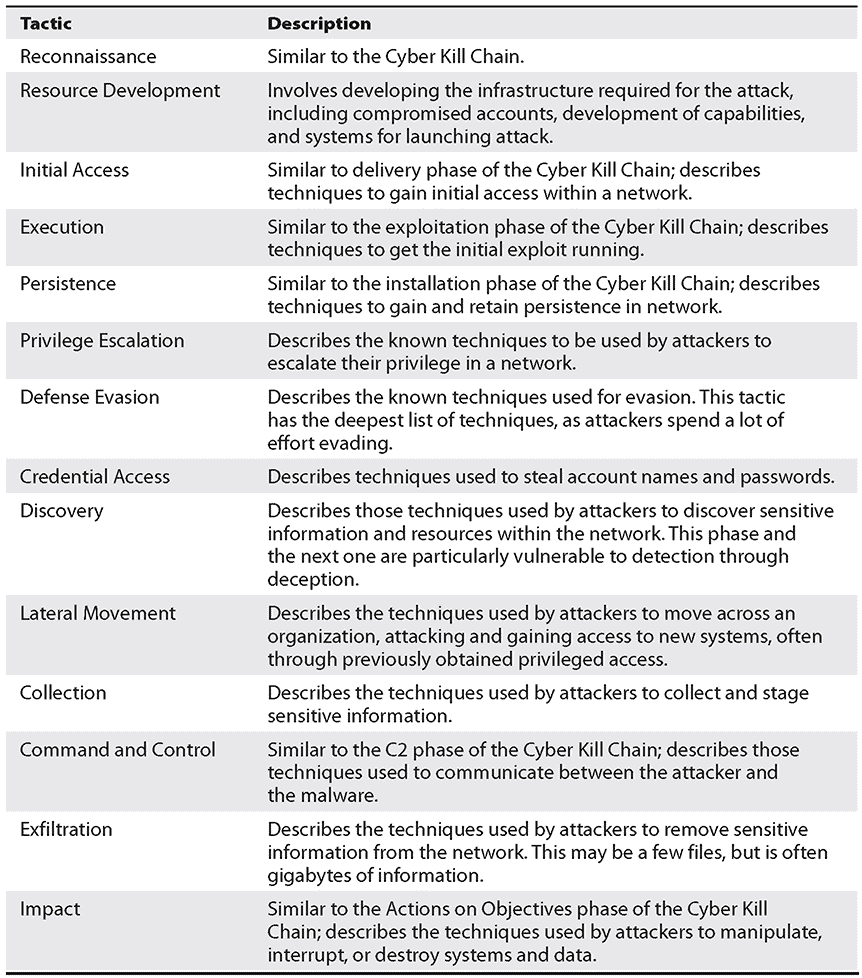 Tactic Description
Reconnaissance Similar to the Cyber Kill Chain.
Resource Development Involves developing the infrastructure required for the attack,
including compromised accounts, development of capabilities,
and systems for launching attack.
Initial Access Similar to delivery phase of the Cyber Kill Chain; describes
techniques to gain initial access within a network.
Execution Similar to the exploitation phase of the Cyber Kill Chain; describes
techniques to get the initial exploit running.
Persistence Similar to the installation phase of the Cyber Kill Chain; describes
techniques to gain and retain persistence in network.
Privilege Escalation Describes the known techniques to be used by attackers to
escalate their privilege in a network.
Defense Evasion Describes the known techniques used for evasion. This tactic
has the deepest list of techniques, as attackers spend a lot of
effort evading.
Credential Access Describes techniques used to steal account names and passwords.
Discovery Describes those techniques used by attackers to discover sensitive
information and resources within the network. This phase and
the next one are particularly vulnerable to detection through
deception.
Lateral Movement Describes the techniques used by attackers to move across an
organization, attacking and gaining access to new systems, often
through previously obtained privileged access.
Collection Describes the techniques used by attackers to collect and stage
sensitive information.
Command and Control Similar to the C2 phase of the Cyber Kill Chain; describes those
techniques used to communicate between the attacker and
the malware.
Exfiltration Describes the techniques used by attackers to remove sensitive
information from the network. This may be a few files, but is often
gigabytes of information.
Impact Similar to the Actions on Objectives phase of the Cyber Kill
Chain; describes the techniques used by attackers to manipulate,
interrupt, or destroy systems and data.